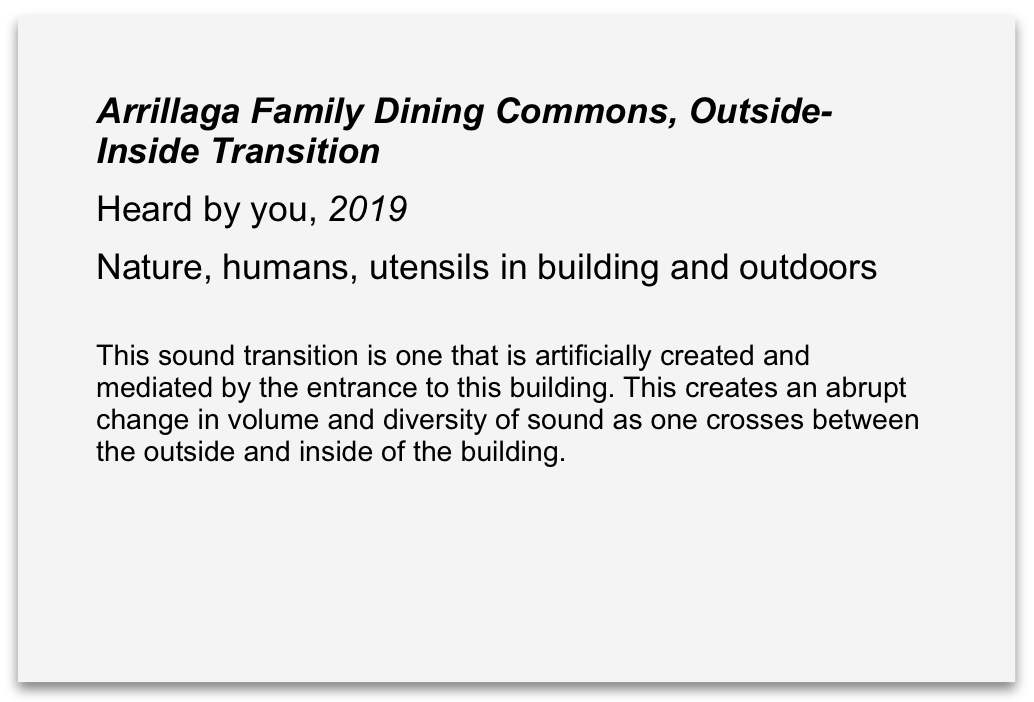 Arrillaga Family Dining Commons, Outside-
Inside Transition
Heard by you, 2019
Nature, humans, utensils in building and outdoors
This sound transition is one that is artificially created and
mediated by the entrance to this building. This creates an abrupt
change in volume and diversity of sound as one crosses between
the outside and inside of the building.